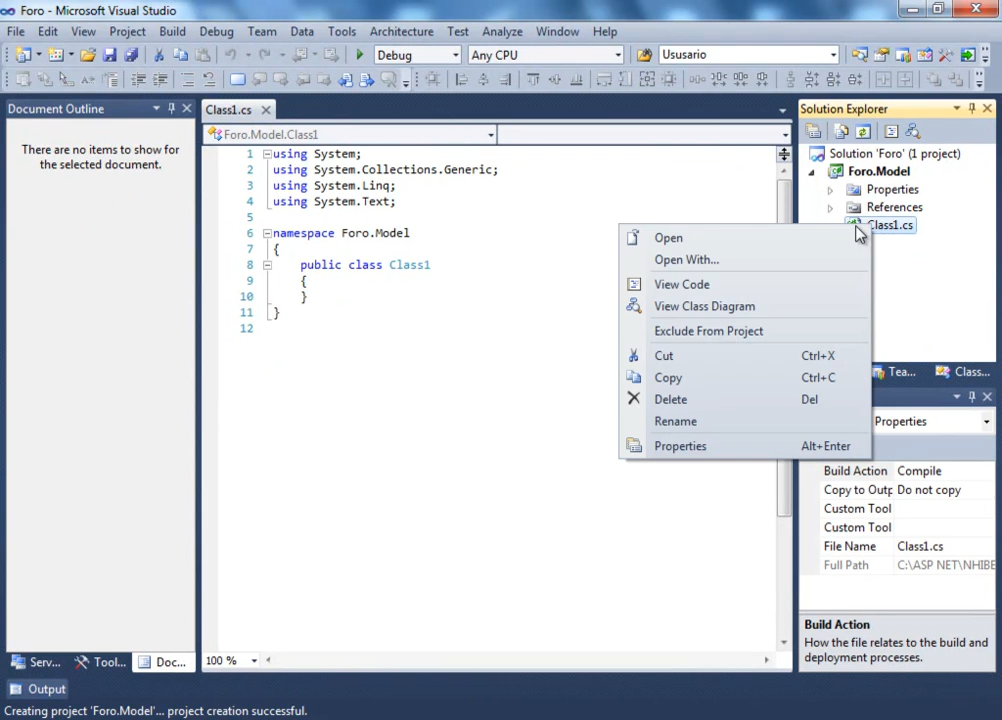 Foro - Microsoft Visual Studio
File Edit View Project Build Debug Team Data Tools Architecture Test Analyze Window Help
Debug Any CPU Ususario
Document Outline
There are no items to show for
the selected document.
Class1.cs
Foro.Model.Class1
1 using System;
2 using System.Collections.Generic;
3 using System.Linq;
4 using System.Text;
5
6 namespace Foro.Model
7 {
8 public class Class1
9 {
10 }
11 }
12
100 %
Open
Open With...
View Code
View Class Diagram
Exclude From Project
Cut Ctrl+X
Copy Ctrl+C
Delete Del
Rename
Properties Alt+Enter
Solution Explorer
Solution 'Foro' (1 project)
Foro.Model
Properties
References
Class1.cs
Tea... Class...
Properties
Build Action Compile
Copy to Outp Do not copy
Custom Tool
Custom Tool
File Name Class1.cs
Full Path C:\ASP NET\NHIBE
Build Action
How the file relates to the build and
deployment processes.
Serv... Tool... Doc...
Output
Creating project 'Foro.Model'... project creation successful.